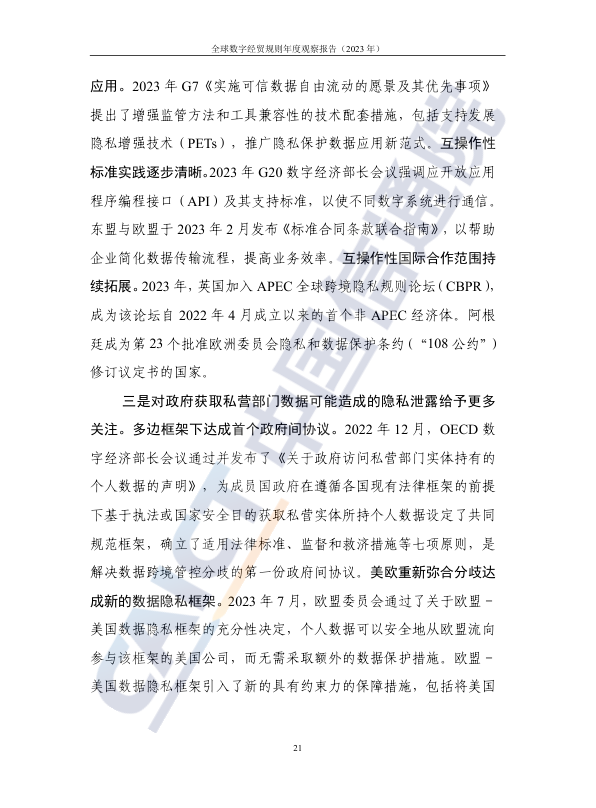 全球数字经贸规则年度观察报告（2023 年）
应用。2023 年 G7《实施可信数据自由流动的愿景及其优先事项》
提出了增强监管方法和工具兼容性的技术配套措施，包括支持发展
隐私增强技术（PETs），推广隐私保护数据应用新范式。互操作性
标准实践逐步清晰。2023 年 G20 数字经济部长会议强调应开放应用
程序编程接口（API）及其支持标准，以使不同数字系统进行通信。
东盟与欧盟于 2023 年 2 月发布《标准合同条款联合指南》，以帮助
企业简化数据传输流程，提高业务效率。互操作性国际合作范围持
续拓展。2023 年，英国加入 APEC 全球跨境隐私规则论坛（CBPR），
成为该论坛自 2022 年 4 月成立以来的首个非 APEC 经济体。阿根
廷成为第 23 个批准欧洲委员会隐私和数据保护条约（“108 公约”）
修订议定书的国家。
三是对政府获取私营部门数据可能造成的隐私泄露给予更多
关注。多边框架下达成首个政府间协议。2022 年 12 月，OECD 数
字经济部长会议通过并发布了《关于政府访问私营部门实体持有的
个人数据的声明》，为成员国政府在遵循各国现有法律框架的前提
下基于执法或国家安全目的获取私营实体所持个人数据设定了共同
规范框架，确立了适用法律标准、监督和救济措施等七项原则，是
解决数据跨境管控分歧的第一份政府间协议。美欧重新弥合分歧达
成新的数据隐私框架。2023 年 7 月，欧盟委员会通过了关于欧盟－
美国数据隐私框架的充分性决定，个人数据可以安全地从欧盟流向
参与该框架的美国公司，而无需采取额外的数据保护措施。欧盟－
美国数据隐私框架引入了新的具有约束力的保障措施，包括将美国
21
CAICT 中国信通院